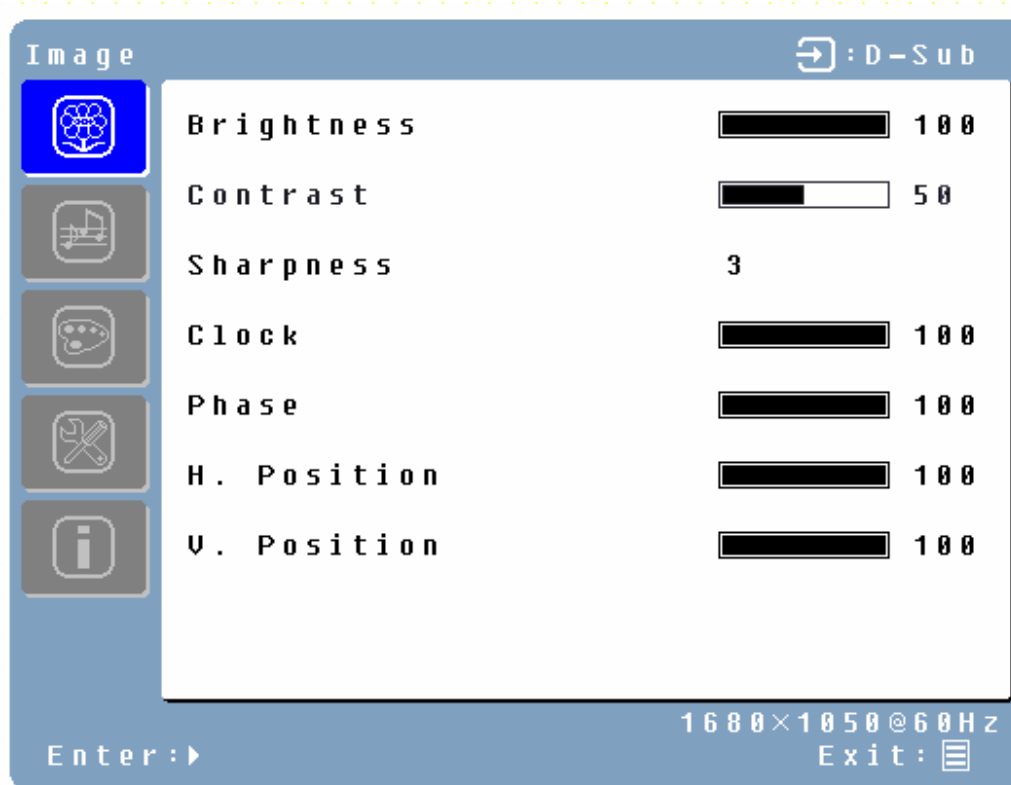 Image :D-Sub
Brightness 100
Contrast 50
Sharpness 3
Clock 100
Phase 100
H. Position 100
V. Position 100
1680×1050@60Hz
Enter: Exit: